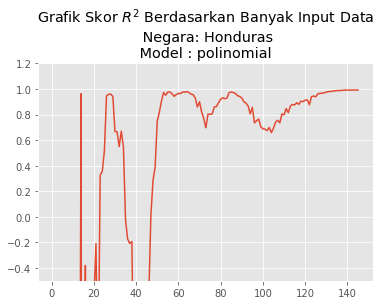 Grafik Skor R² Berdasarkan Banyak Input Data
Negara: Honduras
Model : polinomial
1.2
1.0
0.8
0.6
0.4
0.2
0.0
−0.2
−0.4
0 20 40 60 80 100 120 140